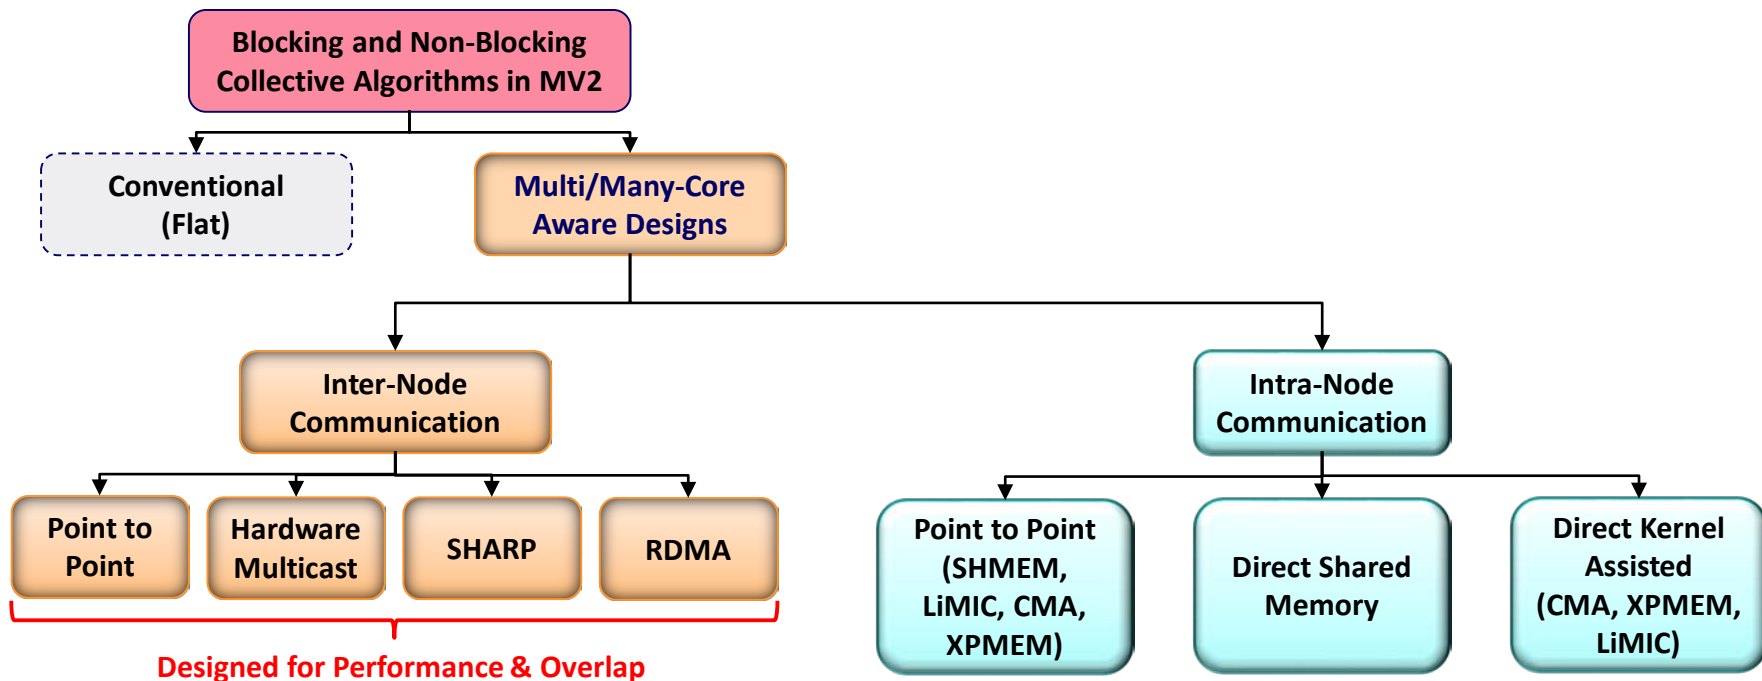 Blocking and Non-Blocking
Collective Algorithms in MV2
Conventional
(Flat)
Multi/Many-Core
Aware Designs
Inter-Node
Communication
Intra-Node
Communication
Point to
Point
Hardware
Multicast
SHARP
RDMA
Point to Point
(SHMEM,
LiMIC, CMA,
XPMEM)
Direct Shared
Memory
Direct Kernel
Assisted
(CMA, XPMEM,
LiMIC)
Designed for Performance & Overlap